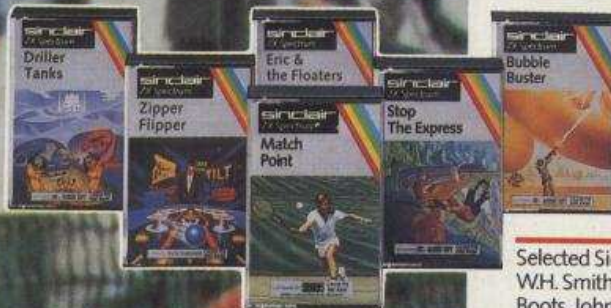 sinclair
ZX Spectrum
Driller
Tanks
sinclair
ZX Spectrum
Zipper
Flipper
TILT
sinclair
ZX Spectrum
Eric &
the Floaters
sinclair
ZX Spectrum
Match
Point
sinclair
ZX Spectrum
Stop
The Express
sinclair
ZX Spectrum
Bubble
Buster
Selected Si
W.H. Smith
Boots, John